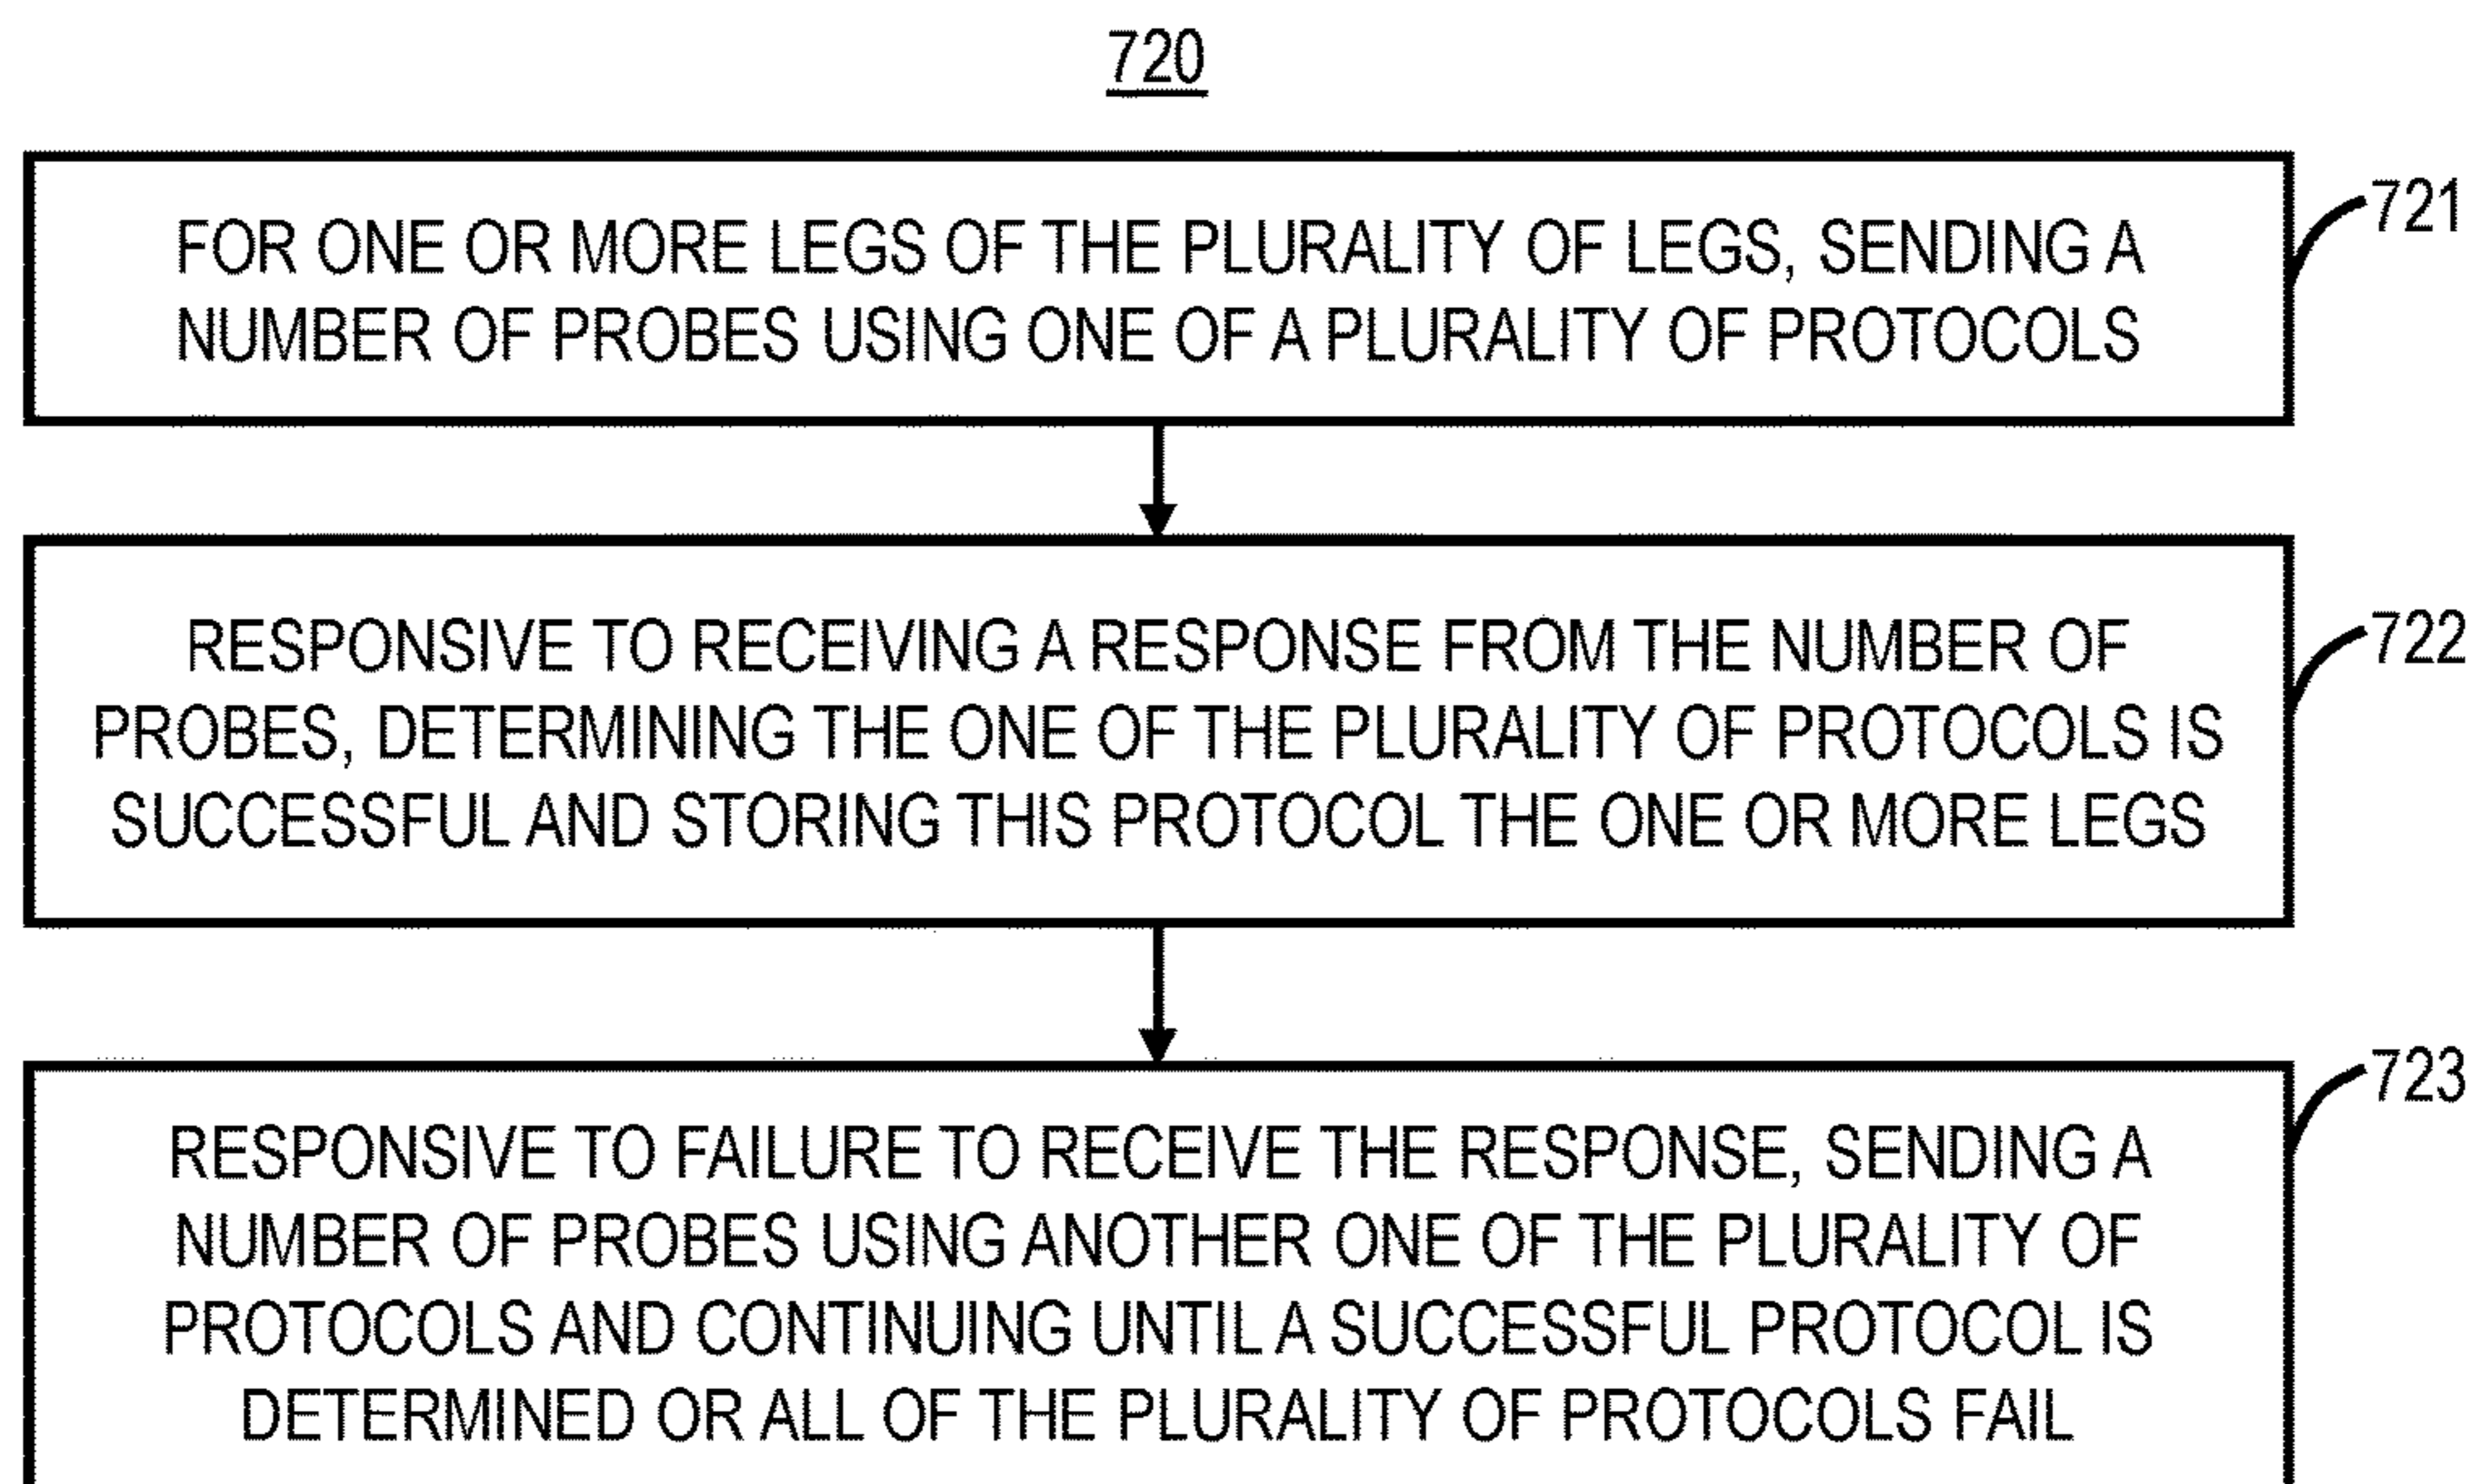 720
FOR ONE OR MORE LEGS OF THE PLURALITY OF LEGS, SENDING A
NUMBER OF PROBES USING ONE OF A PLURALITY OF PROTOCOLS
721
RESPONSIVE TO RECEIVING A RESPONSE FROM THE NUMBER OF
PROBES, DETERMINING THE ONE OF THE PLURALITY OF PROTOCOLS IS
SUCCESSFUL AND STORING THIS PROTOCOL THE ONE OR MORE LEGS
722
RESPONSIVE TO FAILURE TO RECEIVE THE RESPONSE, SENDING A
NUMBER OF PROBES USING ANOTHER ONE OF THE PLURALITY OF
PROTOCOLS AND CONTINUING UNTIL A SUCCESSFUL PROTOCOL IS
DETERMINED OR ALL OF THE PLURALITY OF PROTOCOLS FAIL
723